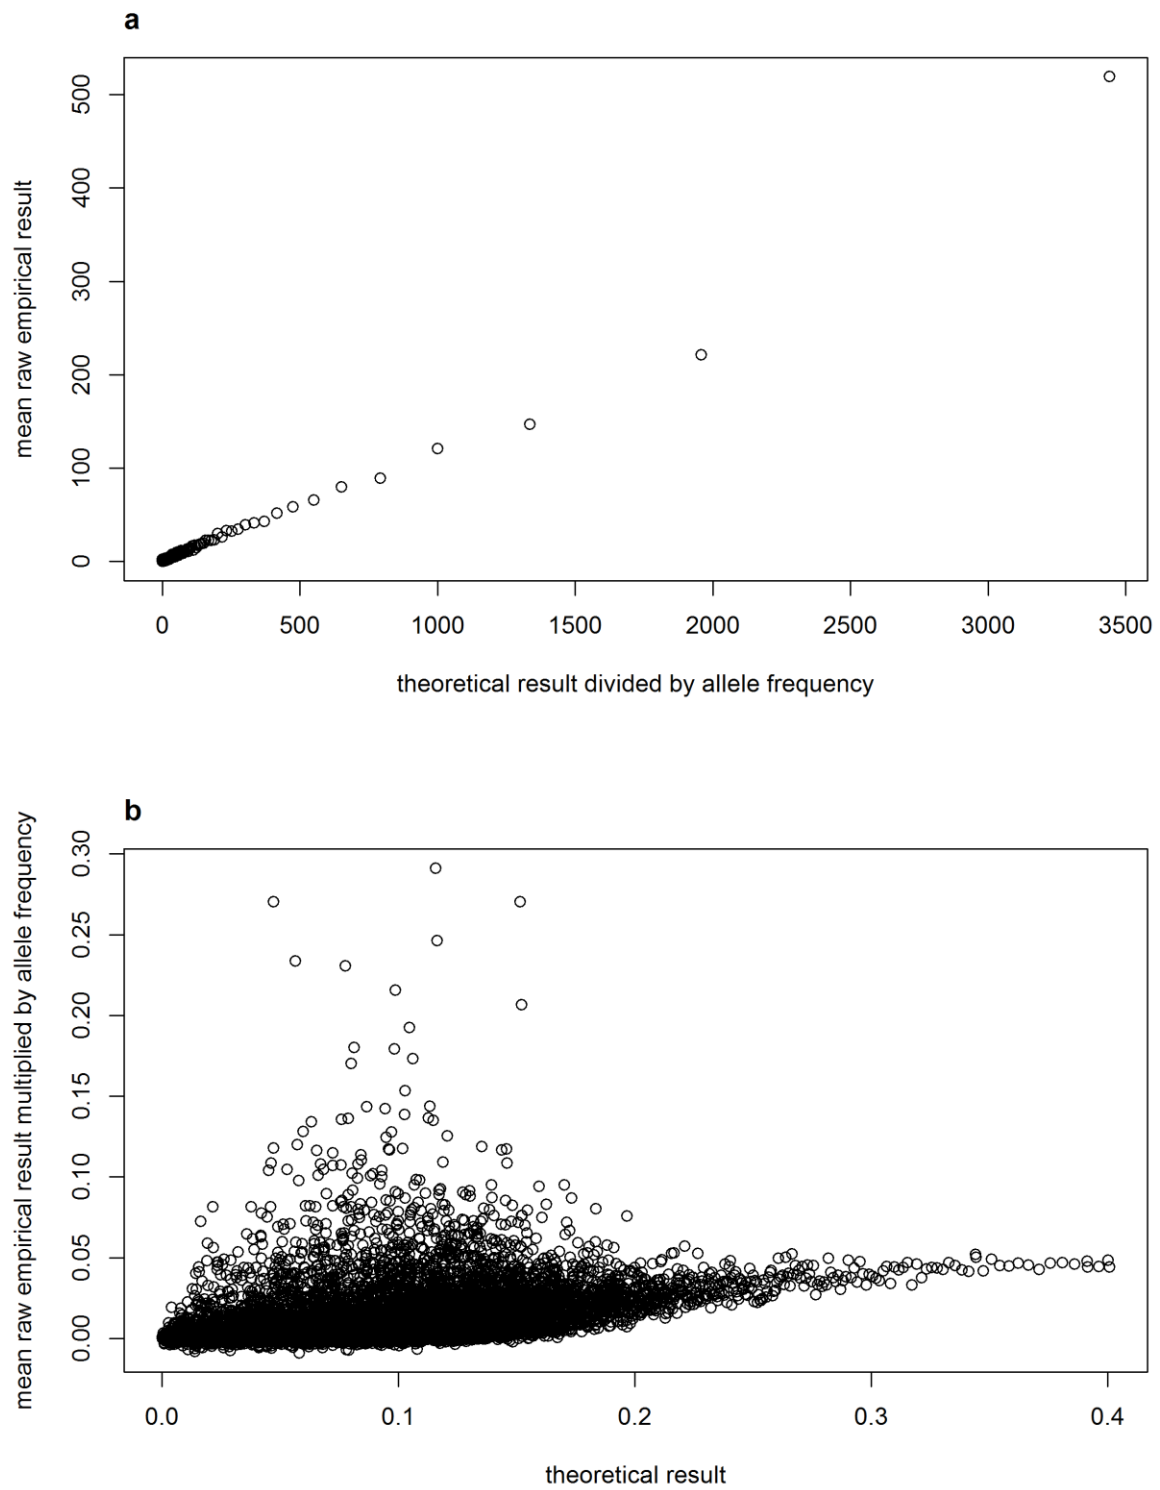 a
500
400
300
200
100
0
mean raw empirical result
0 500 1000 1500 2000 2500 3000 3500
theoretical result divided by allele frequency
b
0.30
0.25
0.20
0.15
0.10
0.05
0.00
mean raw empirical result multiplied by allele frequency
0.0 0.1 0.2 0.3 0.4
theoretical result